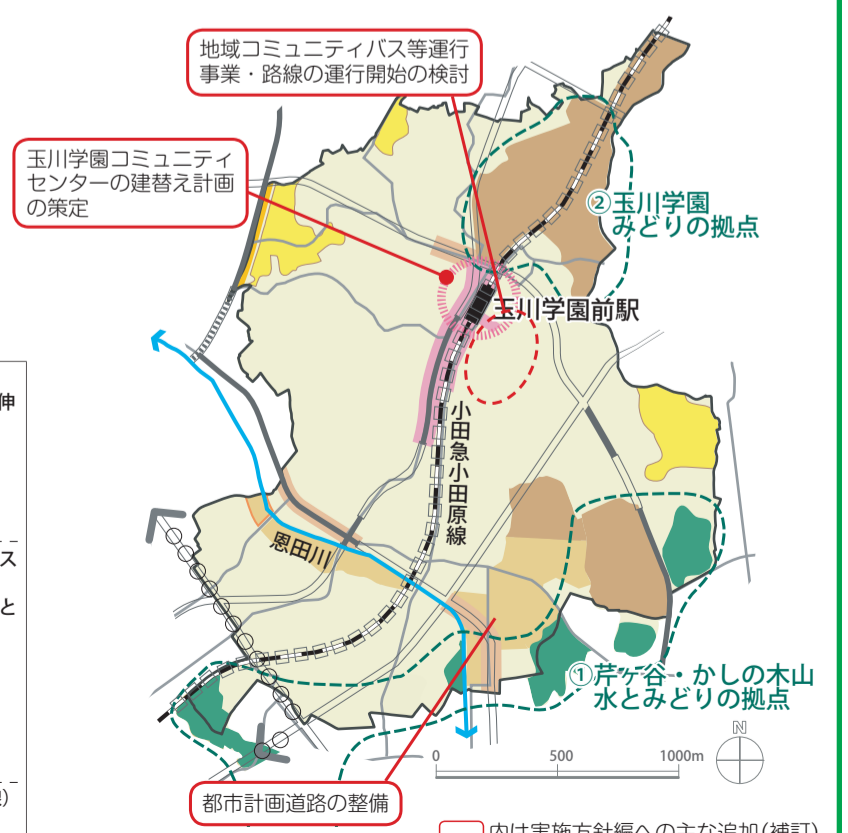 地域コミュニティバス等運行
事業・路線の運行開始の検討
玉川学園コミュニティ
センターの建替え計画
の策定
②玉川学園
みどりの拠点
玉川学園前駅
伸
小田急小田原線
ス
と
恩田川
①芹ヶ谷・かしの木山
水とみどりの拠点
N
0 500 1000m
)
都市計画道路の整備
内は実施方針編への主な追加(補訂)